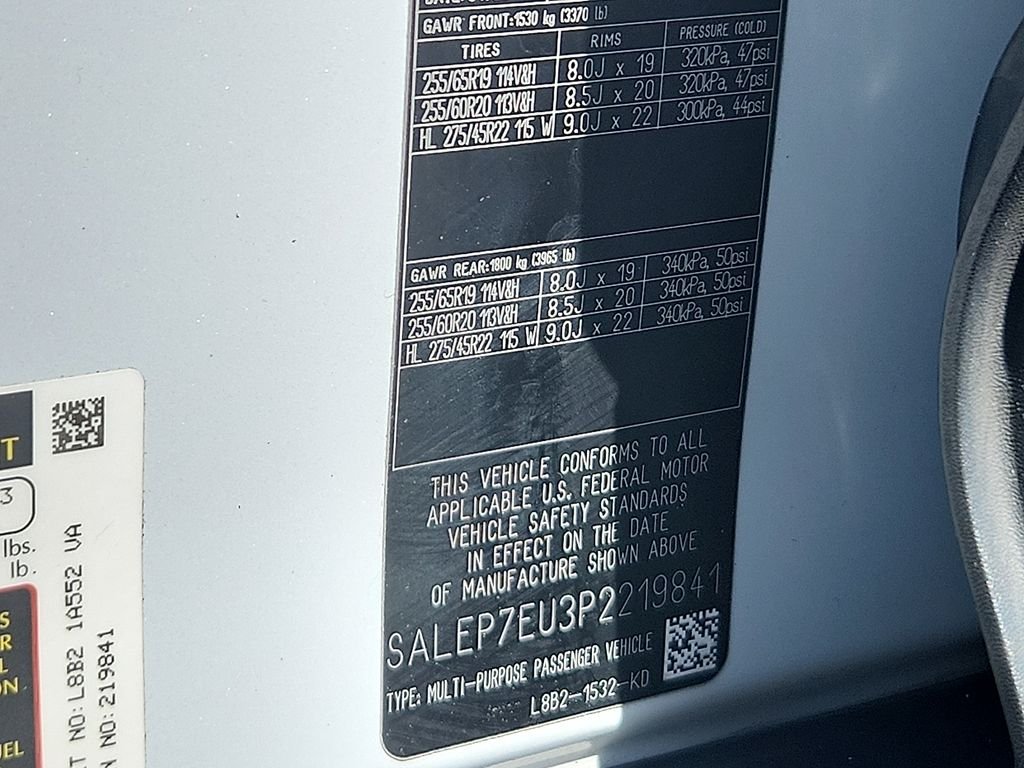 GAWR FRONT:1530 kg (3370 lb)
TIRES RIMS PRESSURE (COLD)
255/65R19 114V&H 8.0J x 19 320kPa, 47psi
255/60R20 113V&H 8.5J x 20 320kPa, 47psi
HL 275/45R22 115 W 9.0J x 22 300kPa, 44psi
GAWR REAR:1800 kg (3965 lb)
255/65R19 114V&H 8.0J x 19 340kPa, 50psi
255/60R20 113V&H 8.5J x 20 340kPa, 50psi
HL 275/45R22 115 W 9.0J x 22 340kPa, 50psi
THIS VEHICLE CONFORMS TO ALL
APPLICABLE U.S. FEDERAL MOTOR
VEHICLE SAFETY STANDARDS
IN EFFECT ON THE DATE
OF MANUFACTURE SHOWN ABOVE
SALEP7EU3P2219841
TYPE: MULTI-PURPOSE PASSENGER VEHICLE
L8B2-1532-KD
T
3
lbs.
lb.
S
R
L
ON
UEL
T NO:L8B2 1A552 VA
N NO:219841